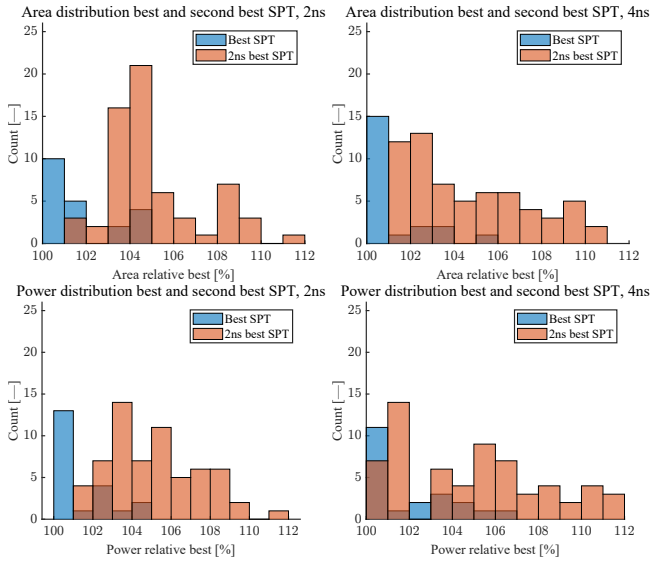 Area distribution best and second best SPT, 2ns
25
20
15
10
5
0
Count [—]
Best SPT
2ns best SPT
100 102 104 106 108 110 112
Area relative best [%]
Area distribution best and second best SPT, 4ns
25
20
15
10
5
0
Count [—]
Best SPT
2ns best SPT
100 102 104 106 108 110 112
Area relative best [%]
Power distribution best and second best SPT, 2ns
20
15
10
5
0
Count [—]
Best SPT
2ns best SPT
100 102 104 106 108 110 112
Power relative best [%]
Power distribution best and second best SPT, 4ns
20
15
10
5
0
Count [—]
Best SPT
2ns best SPT
100 102 104 106 108 110 112
Power relative best [%]